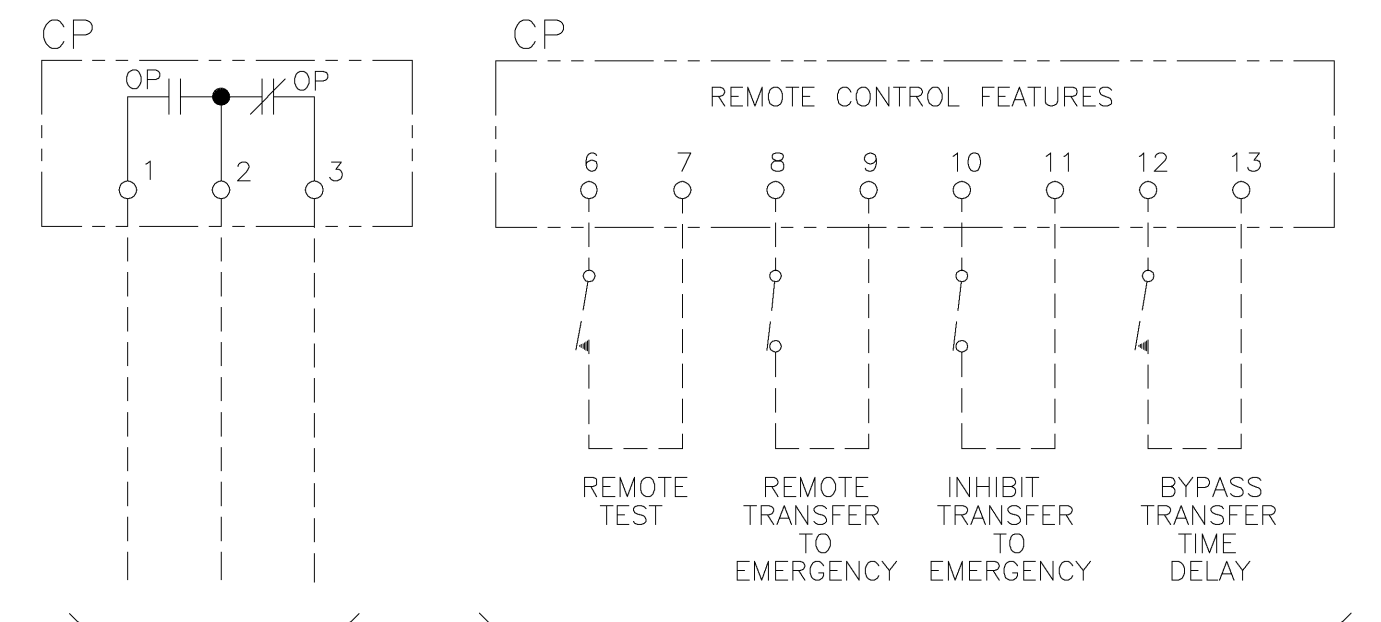 CP
OP OP
1 2 3
CP
REMOTE CONTROL FEATURES
6 7 8 9 10 11 12 13
REMOTE
TEST
REMOTE
TRANSFER
TO
EMERGENCY
INHIBIT
TRANSFER
TO
EMERGENCY
BYPASS
TRANSFER
TIME
DELAY